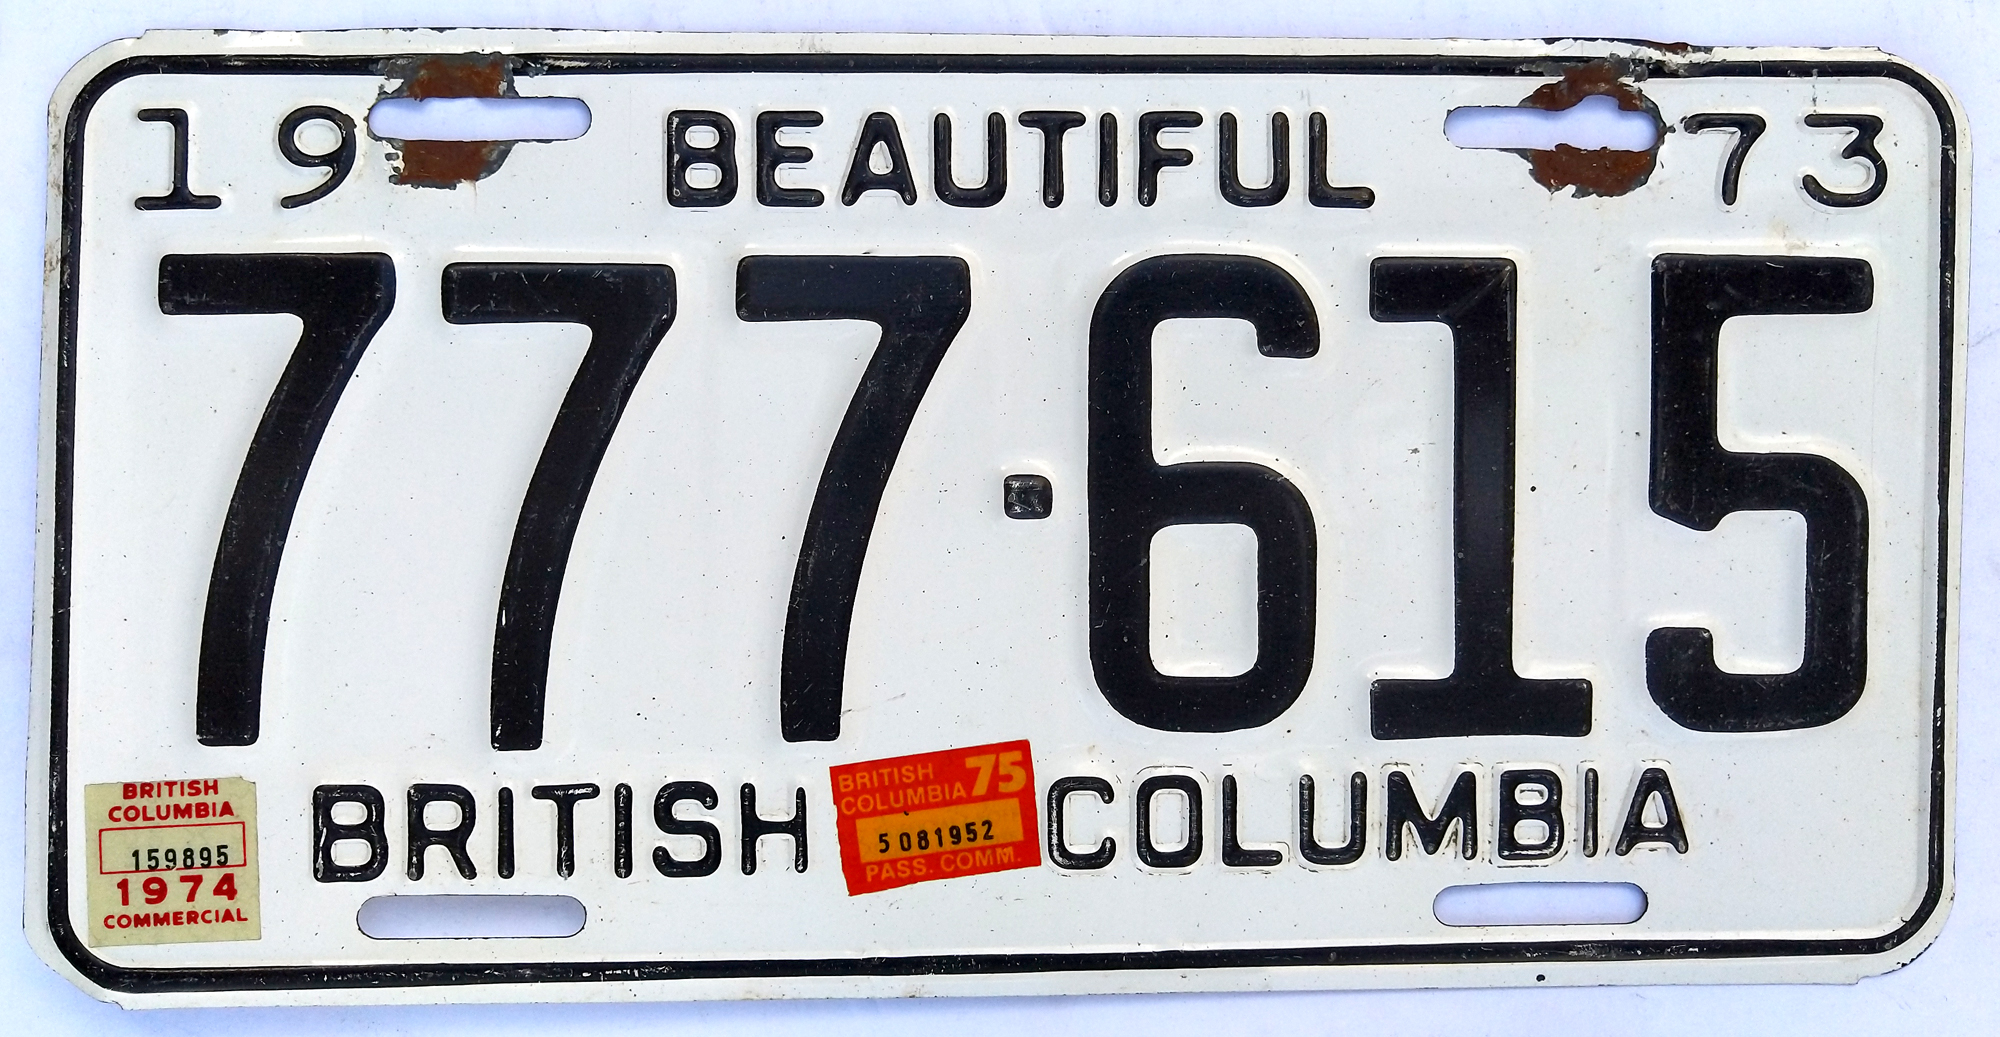 19 BEAUTIFUL 73
777·615
BRITISH COLUMBIA
BRITISH
COLUMBIA
159895
1974
COMMERCIAL
BRITISH
COLUMBIA 75
5081952
PASS. COMM.